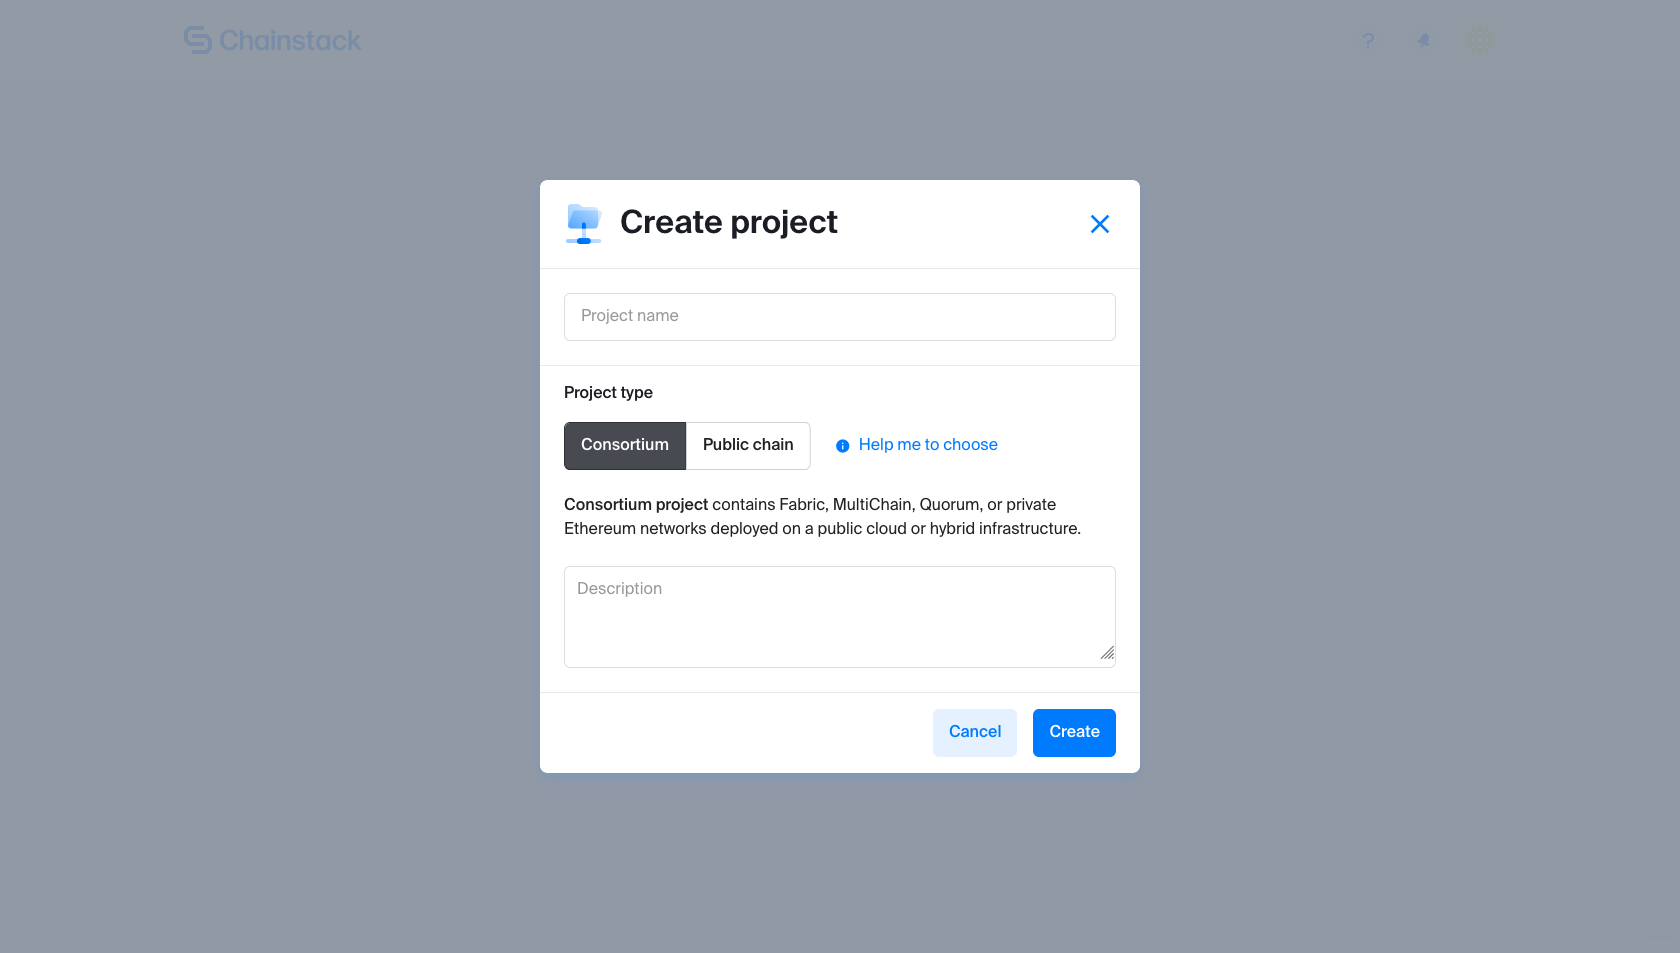 Chainstack
?
Create project
Project name
Project type
Consortium
Public chain
Help me to choose
Consortium project contains Fabric, MultiChain, Quorum, or private
Ethereum networks deployed on a public cloud or hybrid infrastructure.
Description
Cancel
Create